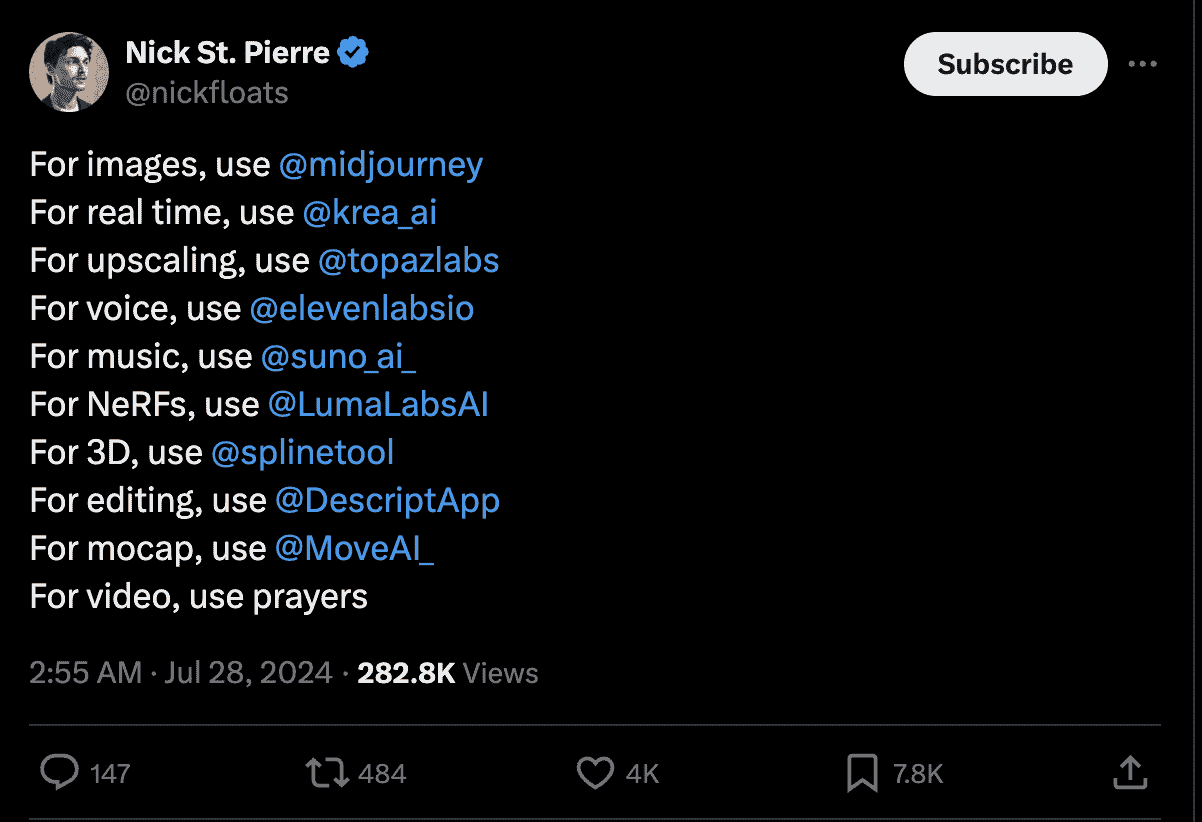 Nick St. Pierre
Subscribe
@nickfloats
For images, use @midjourney
For real time, use @krea_ai
For upscaling, use @topazlabs
For voice, use @elevenlabsio
For music, use @suno_ai_
For NeRFs, use @LumaLabsAI
For 3D, use @splinetool
For editing, use @DescriptApp
For mocap, use @MoveAI_
For video, use prayers
2:55 AM · Jul 28, 2024 · 282.8K Views
147 484 4K 7.8K